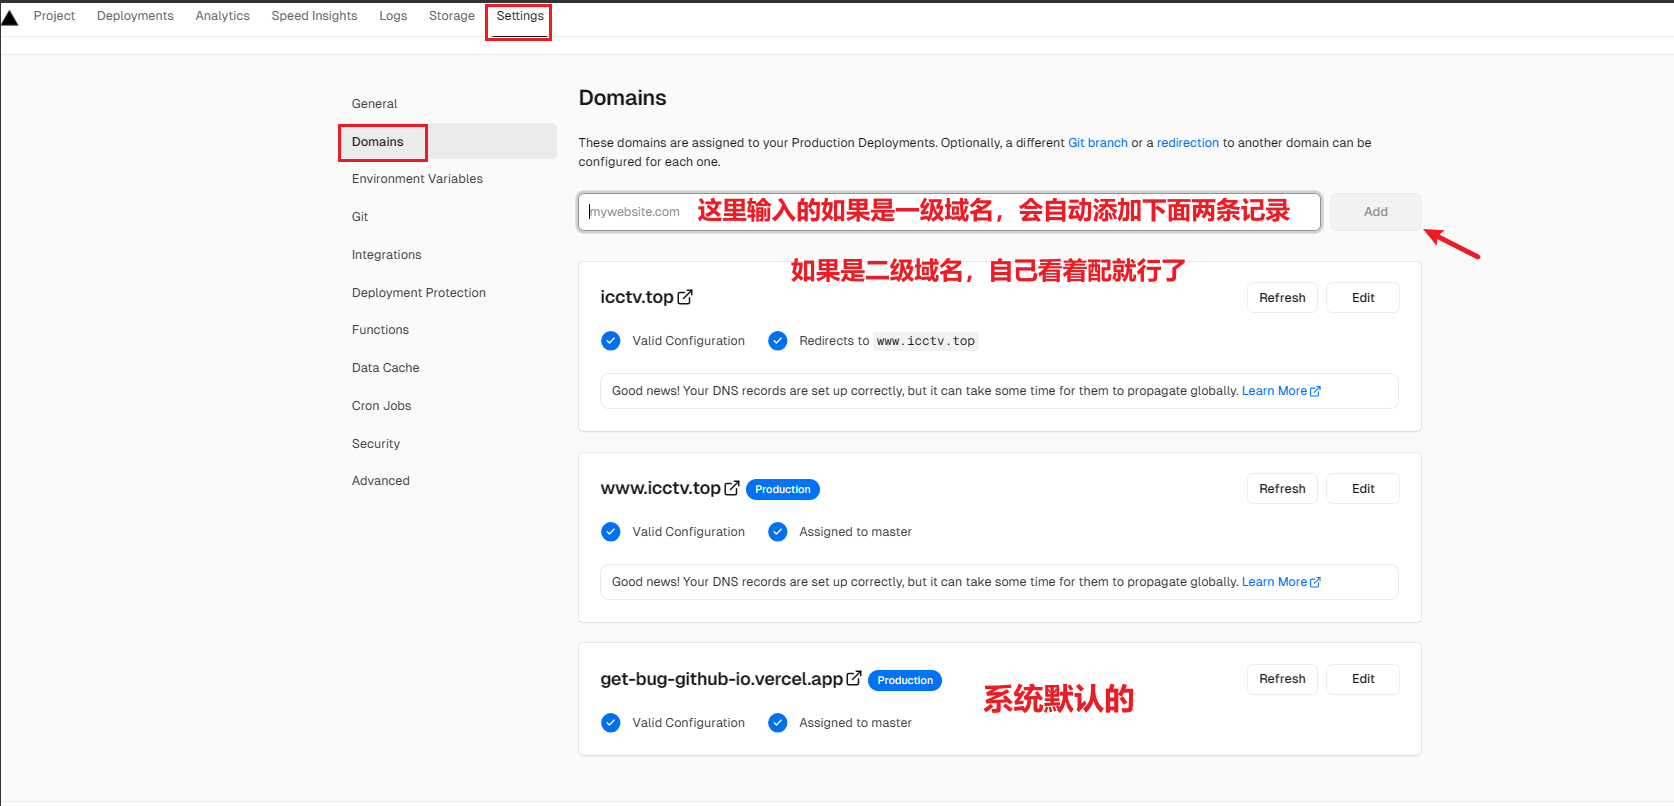 Project Deployments Analytics Speed Insights Logs Storage Settings
General
Domains
Environment Variables
Git
Integrations
Deployment Protection
Functions
Data Cache
Cron Jobs
Security
Advanced
Domains
These domains are assigned to your Production Deployments. Optionally, a different Git branch or a redirection to another domain can be
configured for each one.
mywebsite.com 这里输入的如果是一级域名，会自动添加下面两条记录 Add
如果是二级域名，自己看着配就行了
icctv.top Refresh Edit
Valid Configuration Redirects to www.icctv.top
Good news! Your DNS records are set up correctly, but it can take some time for them to propagate globally. Learn More
www.icctv.top Production Refresh Edit
Valid Configuration Assigned to master
Good news! Your DNS records are set up correctly, but it can take some time for them to propagate globally. Learn More
get-bug-github-io.vercel.app Production Refresh Edit
系统默认的
Valid Configuration Assigned to master